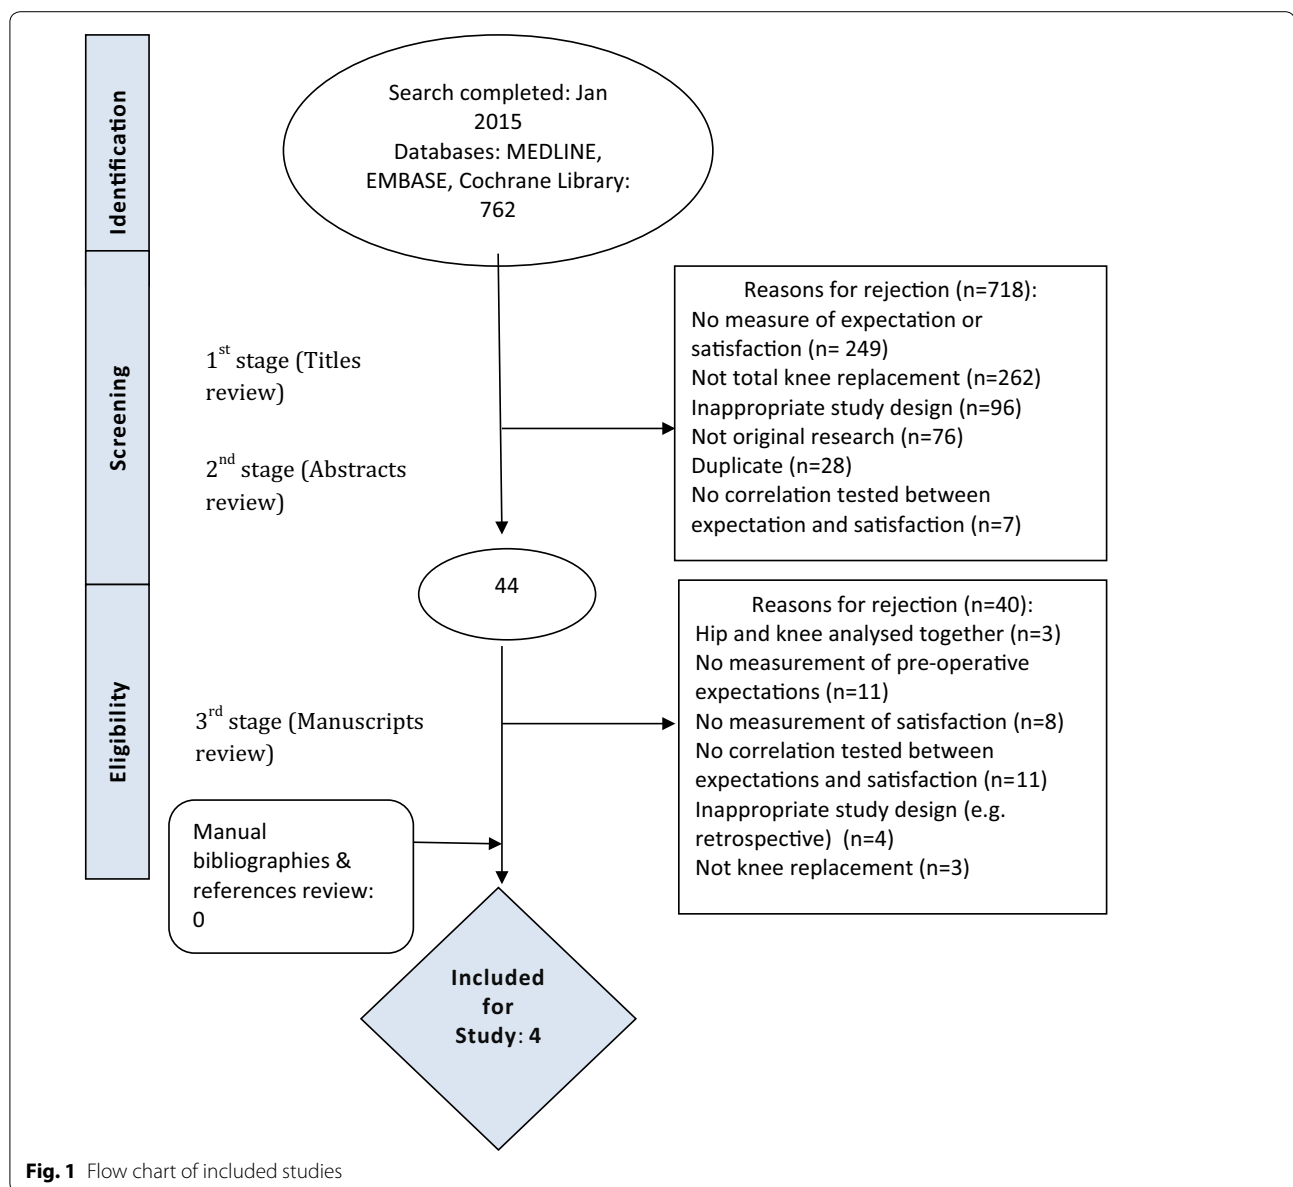 Identification
Search completed: Jan
2015
Databases: MEDLINE,
EMBASE, Cochrane Library:
762
Screening
1st stage (Titles
review)
2nd stage (Abstracts
review)
Reasons for rejection (n=718):
No measure of expectation or
satisfaction (n= 249)
Not total knee replacement (n=262)
Inappropriate study design (n=96)
Not original research (n=76)
Duplicate (n=28)
No correlation tested between
expectation and satisfaction (n=7)
44
Eligibility
3rd stage (Manuscripts
review)
Reasons for rejection (n=40):
Hip and knee analysed together (n=3)
No measurement of pre-operative
expectations (n=11)
No measurement of satisfaction (n=8)
No correlation tested between
expectations and satisfaction (n=11)
Inappropriate study design (e.g.
retrospective)  (n=4)
Not knee replacement (n=3)
Manual
bibliographies &
references review:
0
Included
for
Study: 4
Fig. 1 Flow chart of included studies